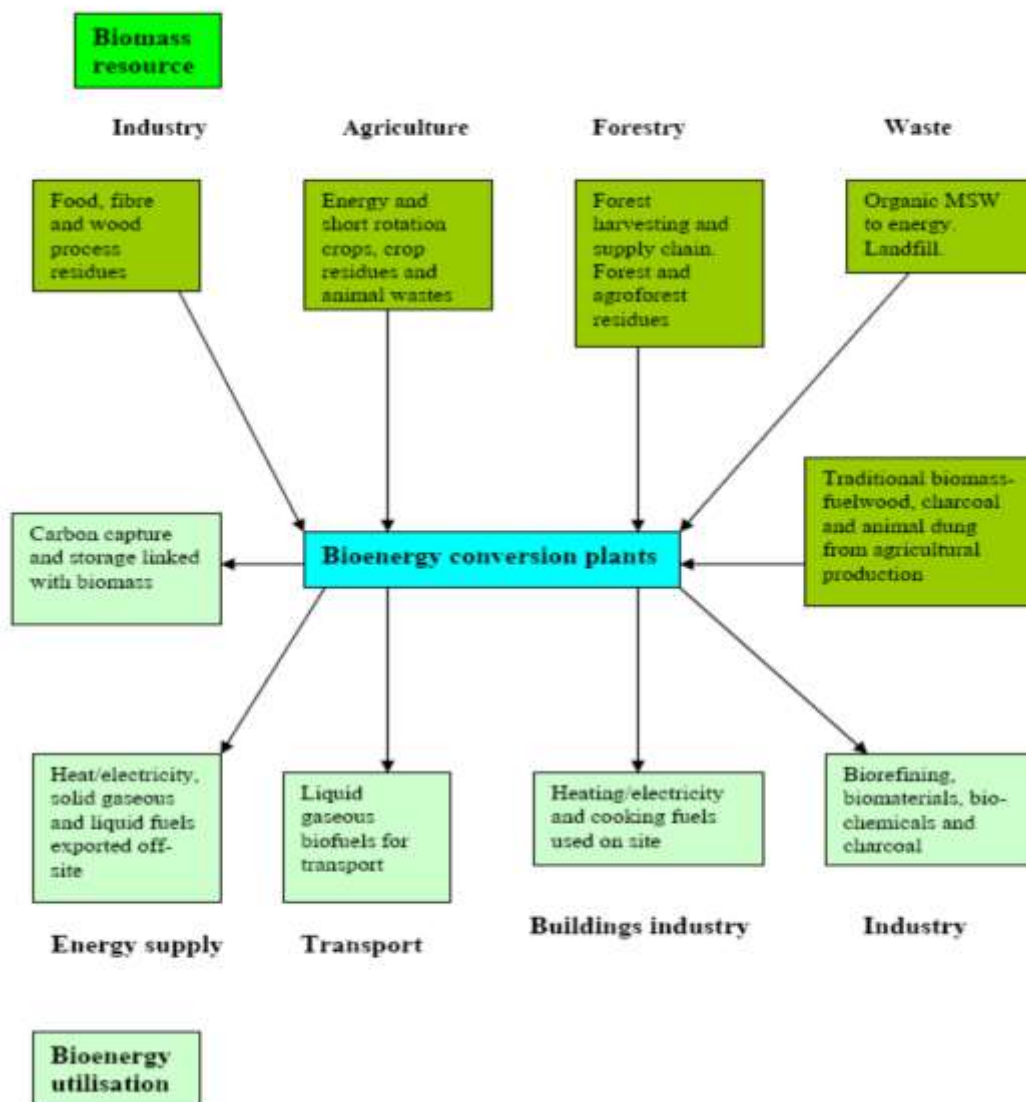 Biomass
resource
Industry
Agriculture
Forestry
Waste
Food, fibre
and wood
process
residues
Energy and
short rotation
crops, crop
residues and
animal wastes
Forest
harvesting and
supply chain.
Forest and
agroforest
residues
Organic MSW
to energy.
Landfill.
Carbon capture
and storage linked
with biomass
Bioenergy conversion plants
Traditional biomass-
fuelwood, charcoal
and animal dung
from agricultural
production
Heat/electricity,
solid gaseous
and liquid fuels
exported off-
site
Liquid
gaseous
biofuels for
transport
Heating/electricity
and cooking fuels
used on site
Biorefining,
biomaterials, bio-
chemicals and
charcoal
Energy supply
Transport
Buildings industry
Industry
Bioenergy
utilisation